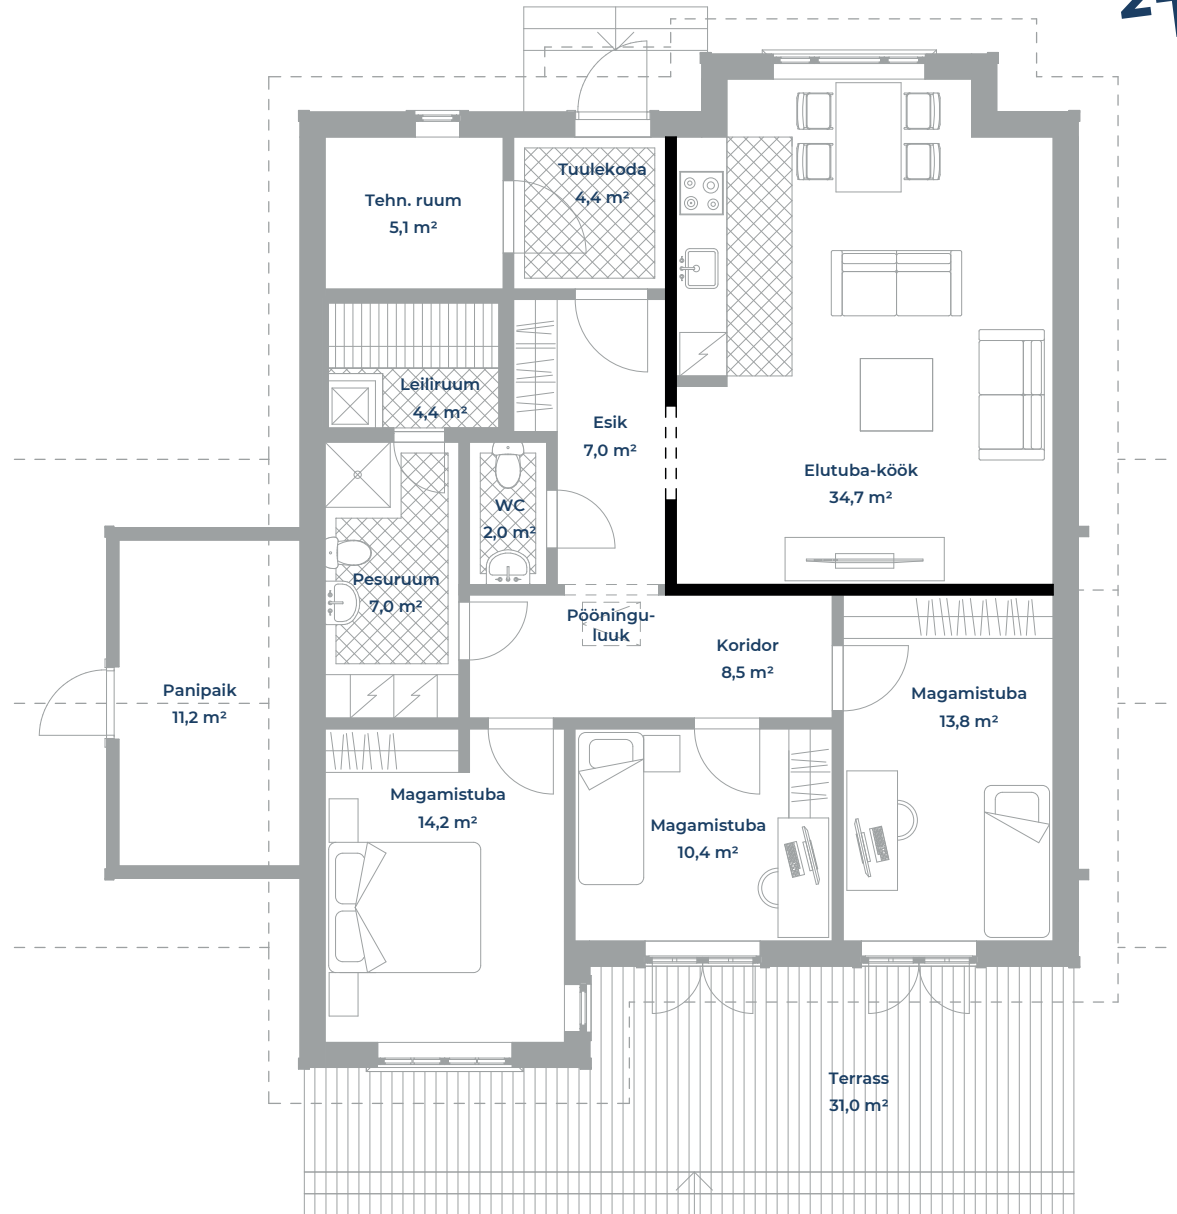 Tuulekoda
4,4 m²
Tehn. ruum
5,1 m²
Leiliruum
4,4 m²
Esik
7,0 m²
Elutuba-köök
34,7 m²
WC
2,0 m²
Pesuruum
7,0 m²
Pööningu-
luuk
Koridor
8,5 m²
Panipaik
11,2 m²
Magamistuba
13,8 m²
Magamistuba
14,2 m²
Magamistuba
10,4 m²
Terrass
31,0 m²